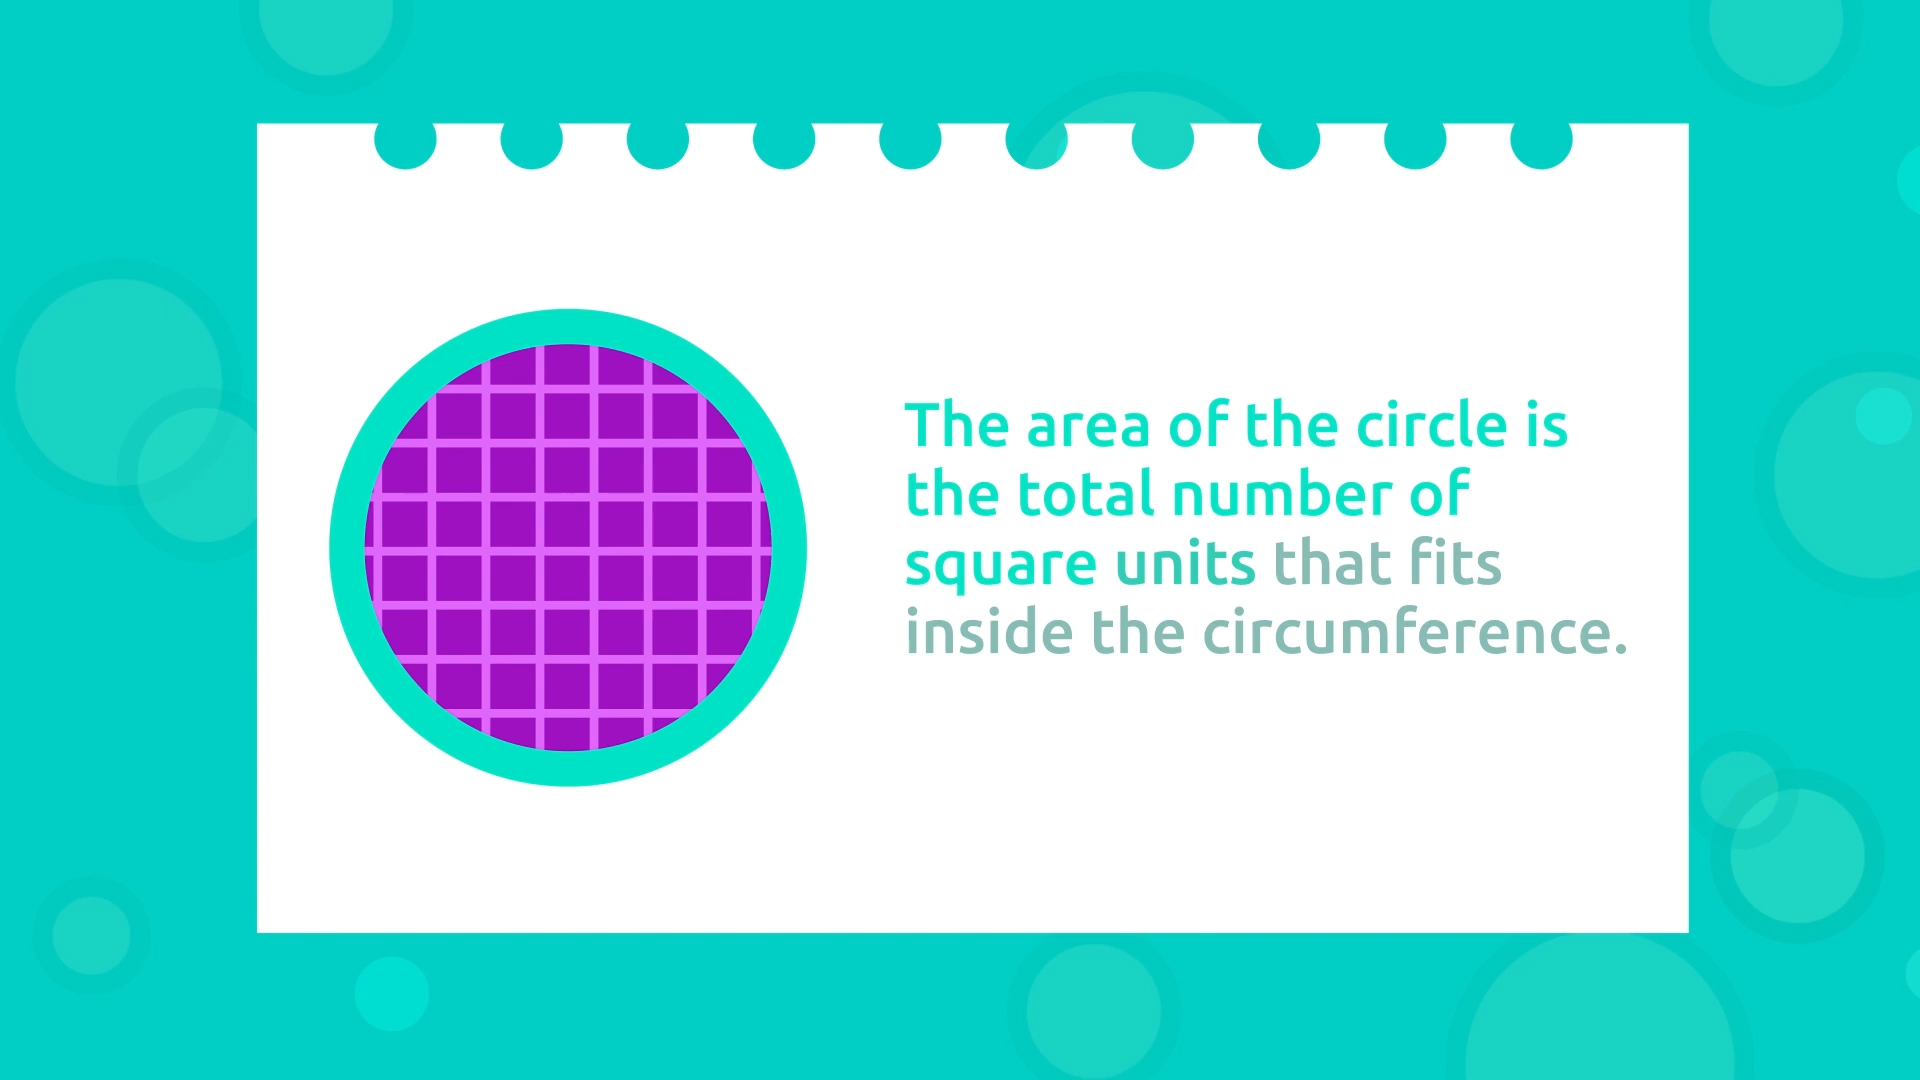 The area of the circle is
the total number of
square units that fits
inside the circumference.